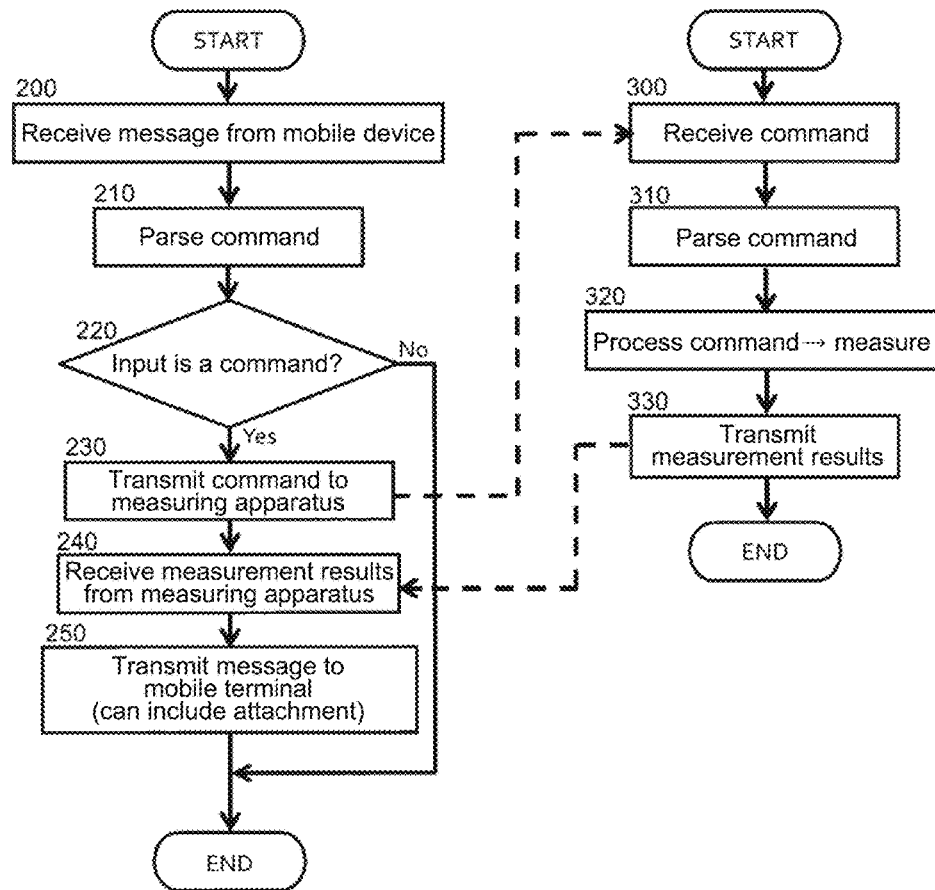 START
200
Receive message from mobile device
210
Parse command
220
Input is a command?
No
Yes
230
Transmit command to
measuring apparatus
240
Receive measurement results
from measuring apparatus
250
Transmit message to
mobile terminal
(can include attachment)
END
START
300
Receive command
310
Parse command
320
Process command → measure
330
Transmit
measurement results
END